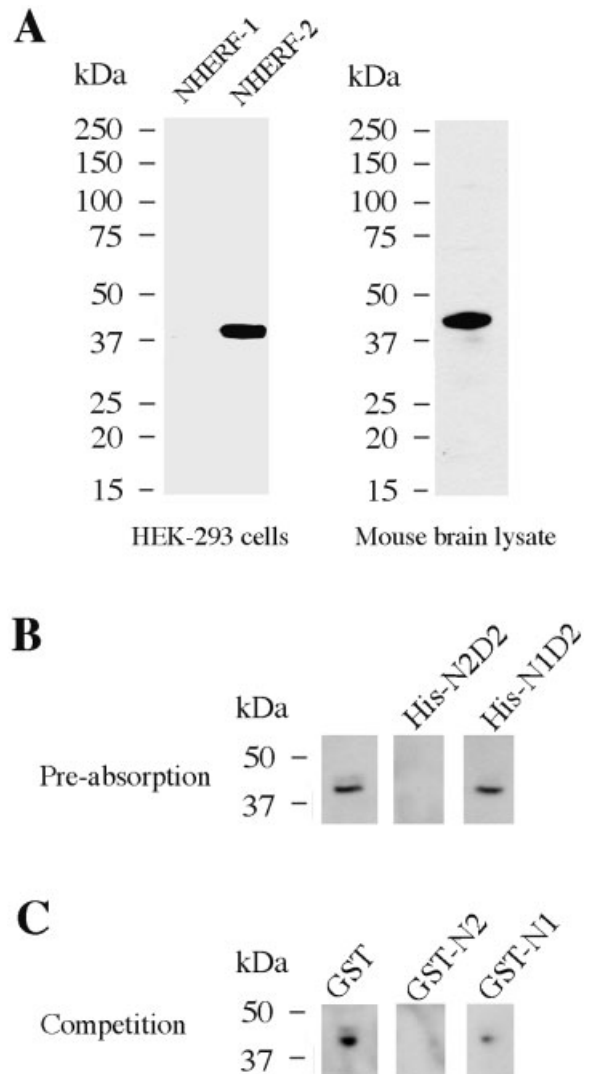 A
kDa
NHERF-1
NHERF-2
250
150
100
75
50
37
25
20
15
HEK-293 cells
kDa
250
150
100
75
50
37
25
20
15
Mouse brain lysate
B
Pre-absorption
kDa
His-N2D2
His-N1D2
50
37
C
Competition
kDa
GST
GST-N2
GST-N1
50
37